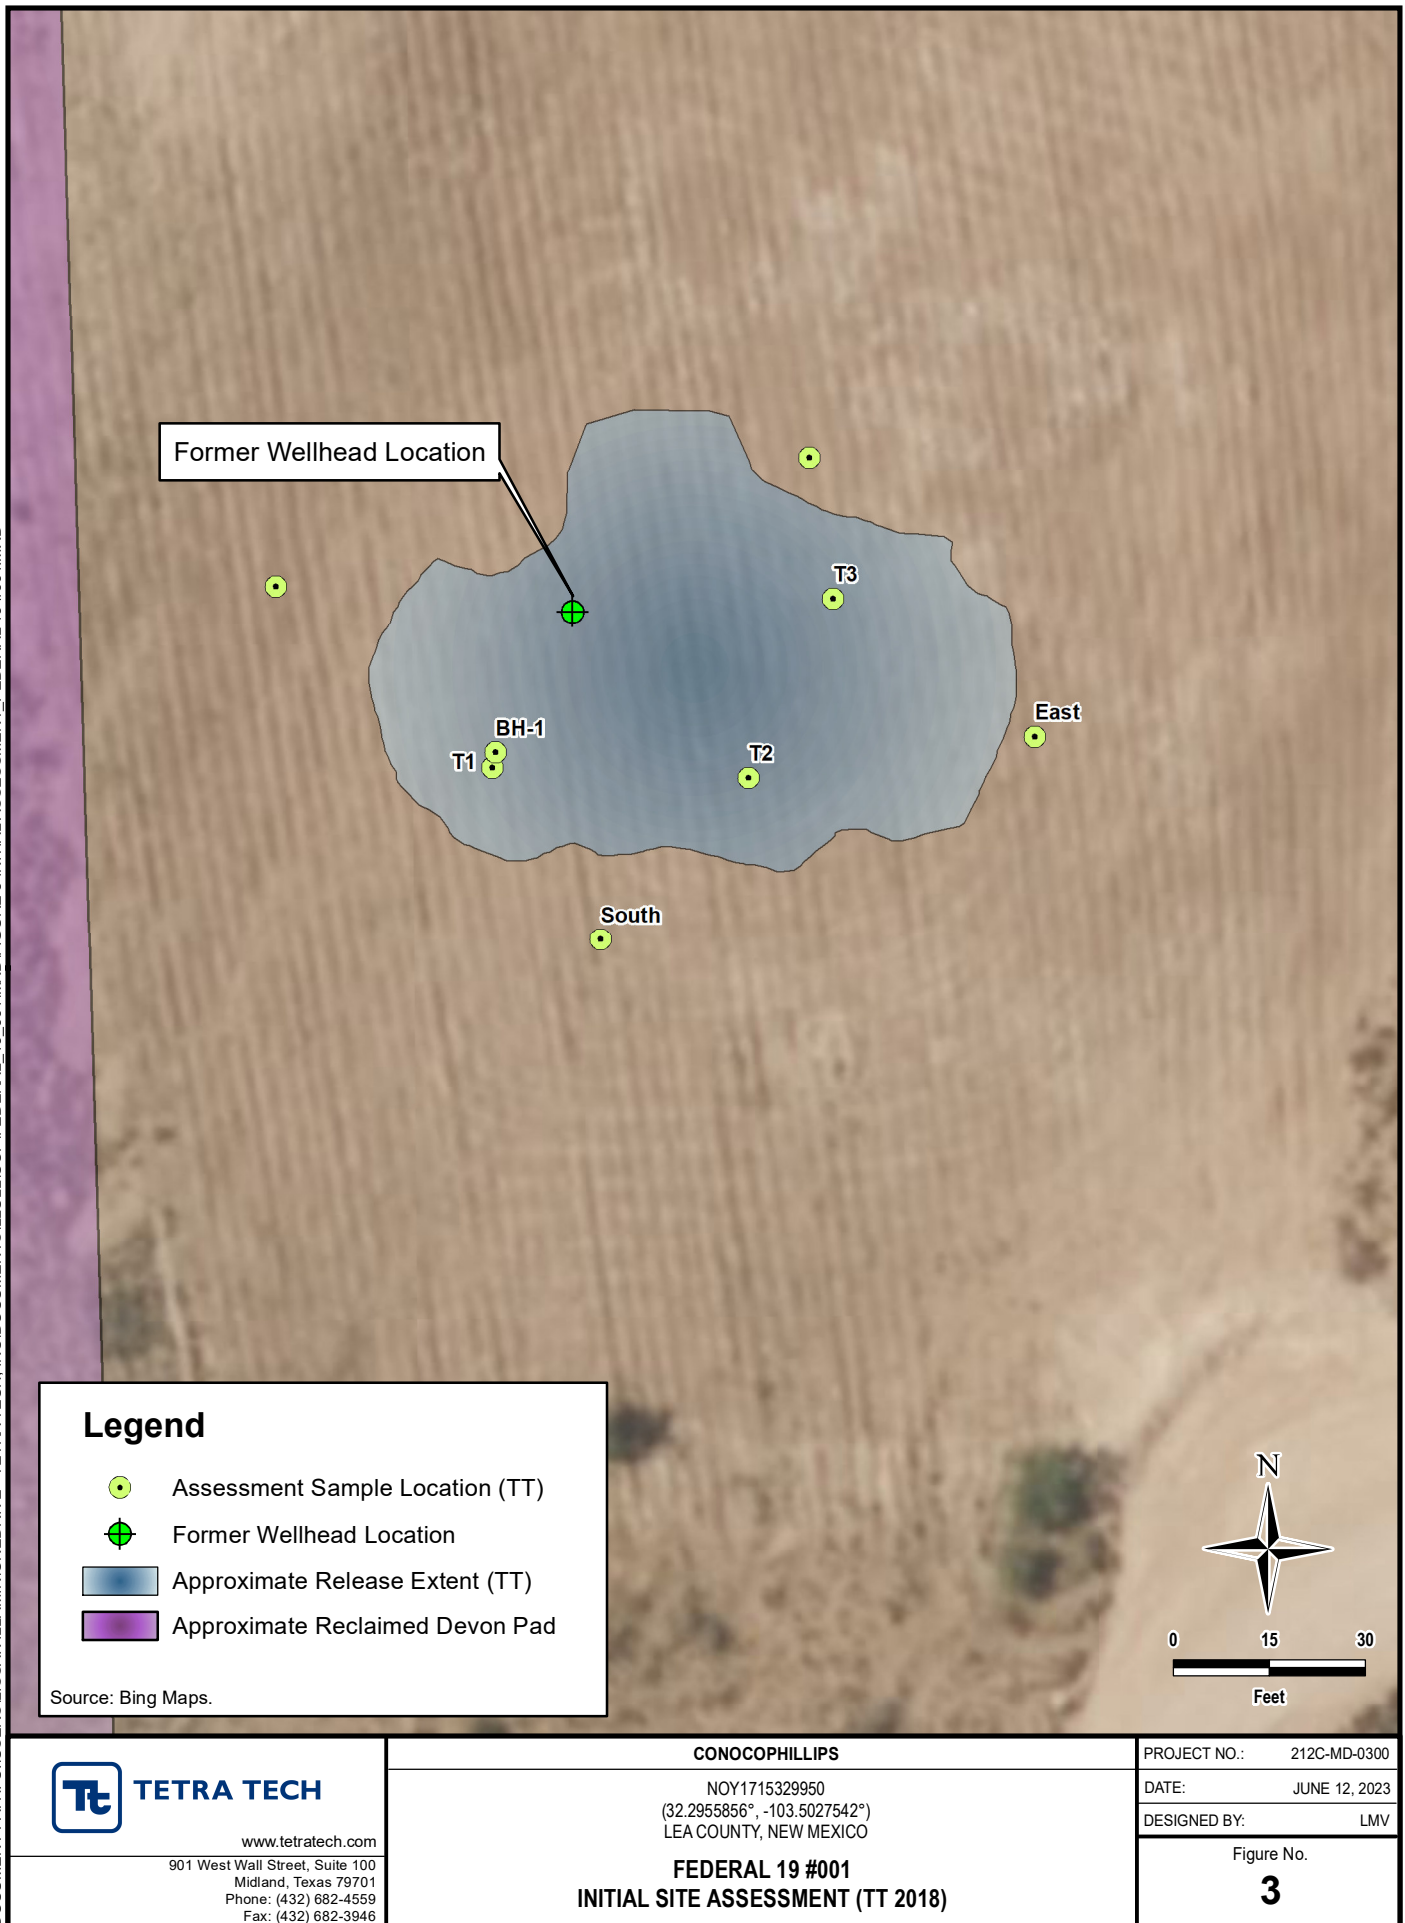 Former Wellhead Location
T3
East
BH-1
T1
T2
South
Legend
Assessment Sample Location (TT)
Former Wellhead Location
Approximate Release Extent (TT)
Approximate Reclaimed Devon Pad
Source: Bing Maps.
N
0 15 30
Feet
Tt TETRA TECH
www.tetratech.com
901 West Wall Street, Suite 100
Midland, Texas 79701
Phone: (432) 682-4559
Fax: (432) 682-3946
CONOCOPHILLIPS
NOY1715329950
(32.2955856°, -103.5027542°)
LEA COUNTY, NEW MEXICO
FEDERAL 19 #001
INITIAL SITE ASSESSMENT (TT 2018)
PROJECT NO.: 212C-MD-0300
DATE: JUNE 12, 2023
DESIGNED BY: LMV
Figure No.
3